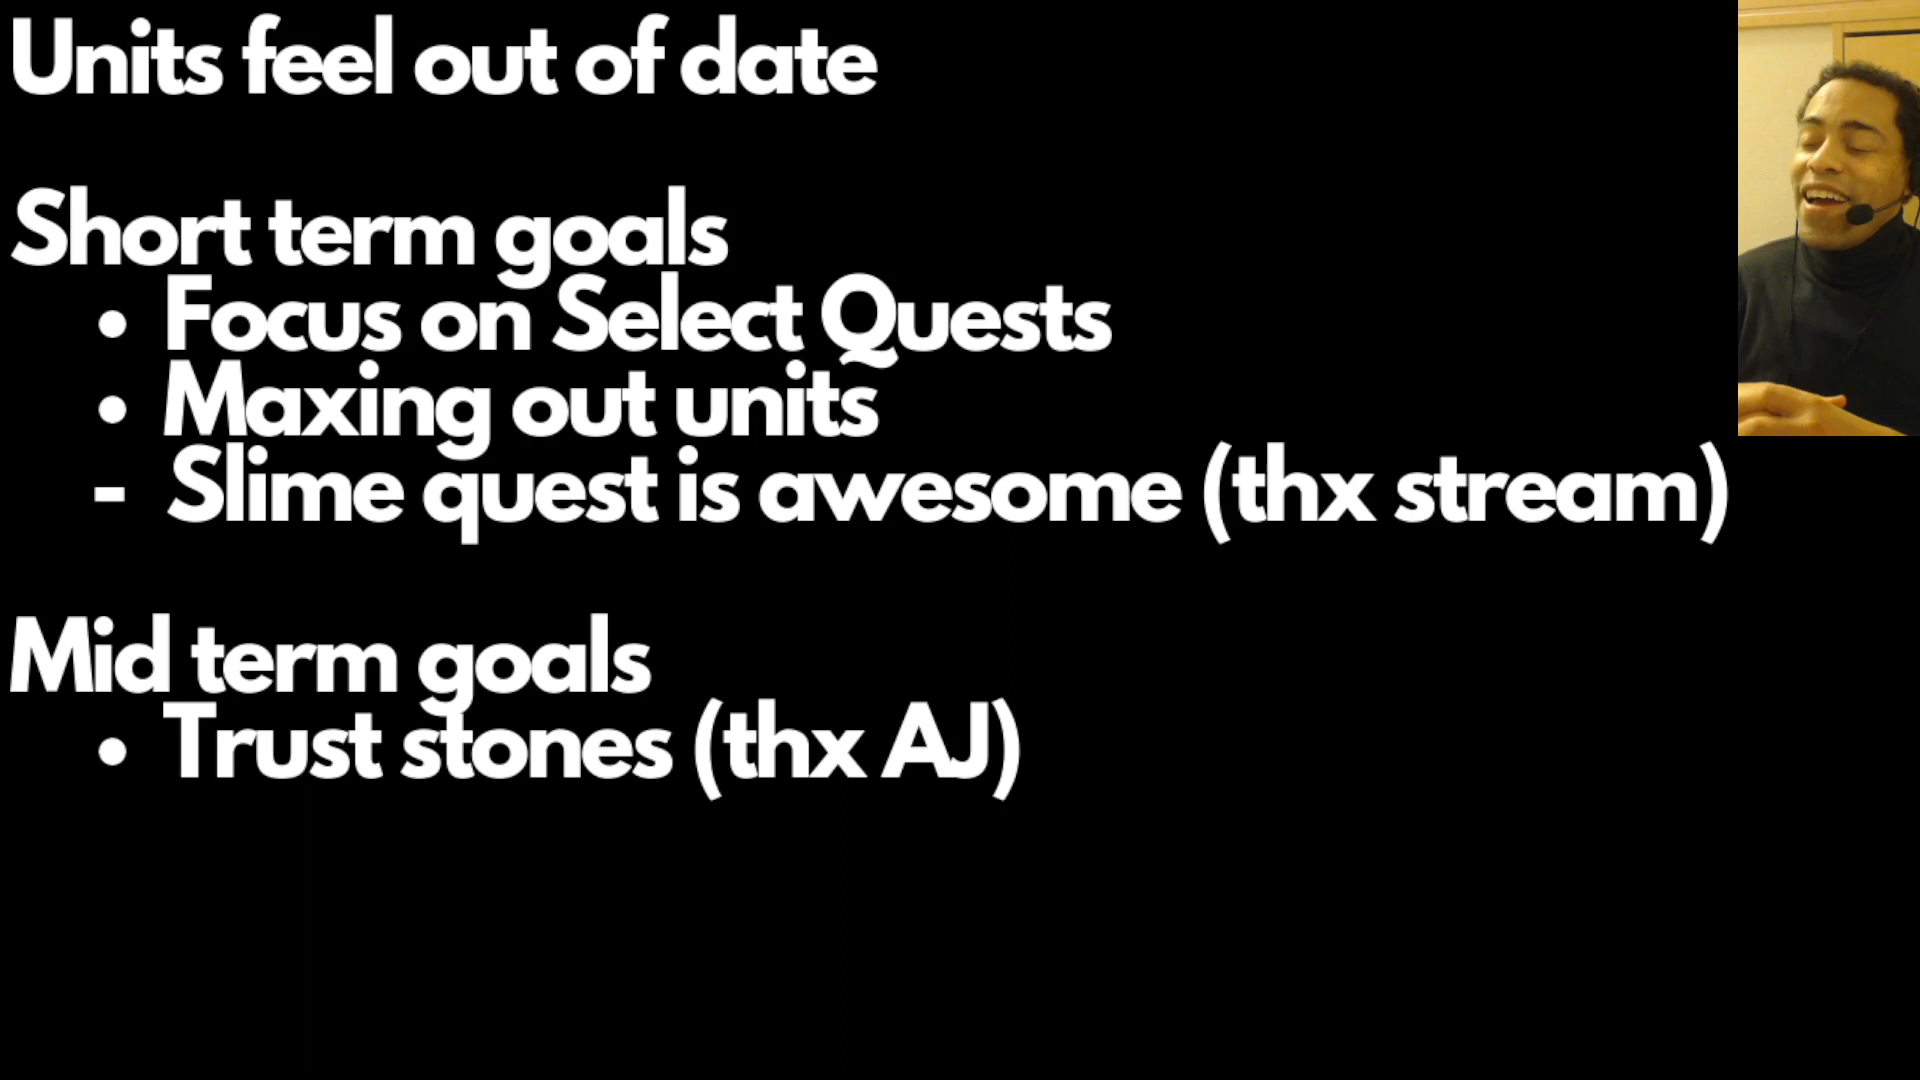 Units feel out of date
Short term goals
• Focus on Select Quests
• Maxing out units
- Slime quest is awesome (thx stream)
Mid term goals
• Trust stones (thx AJ)